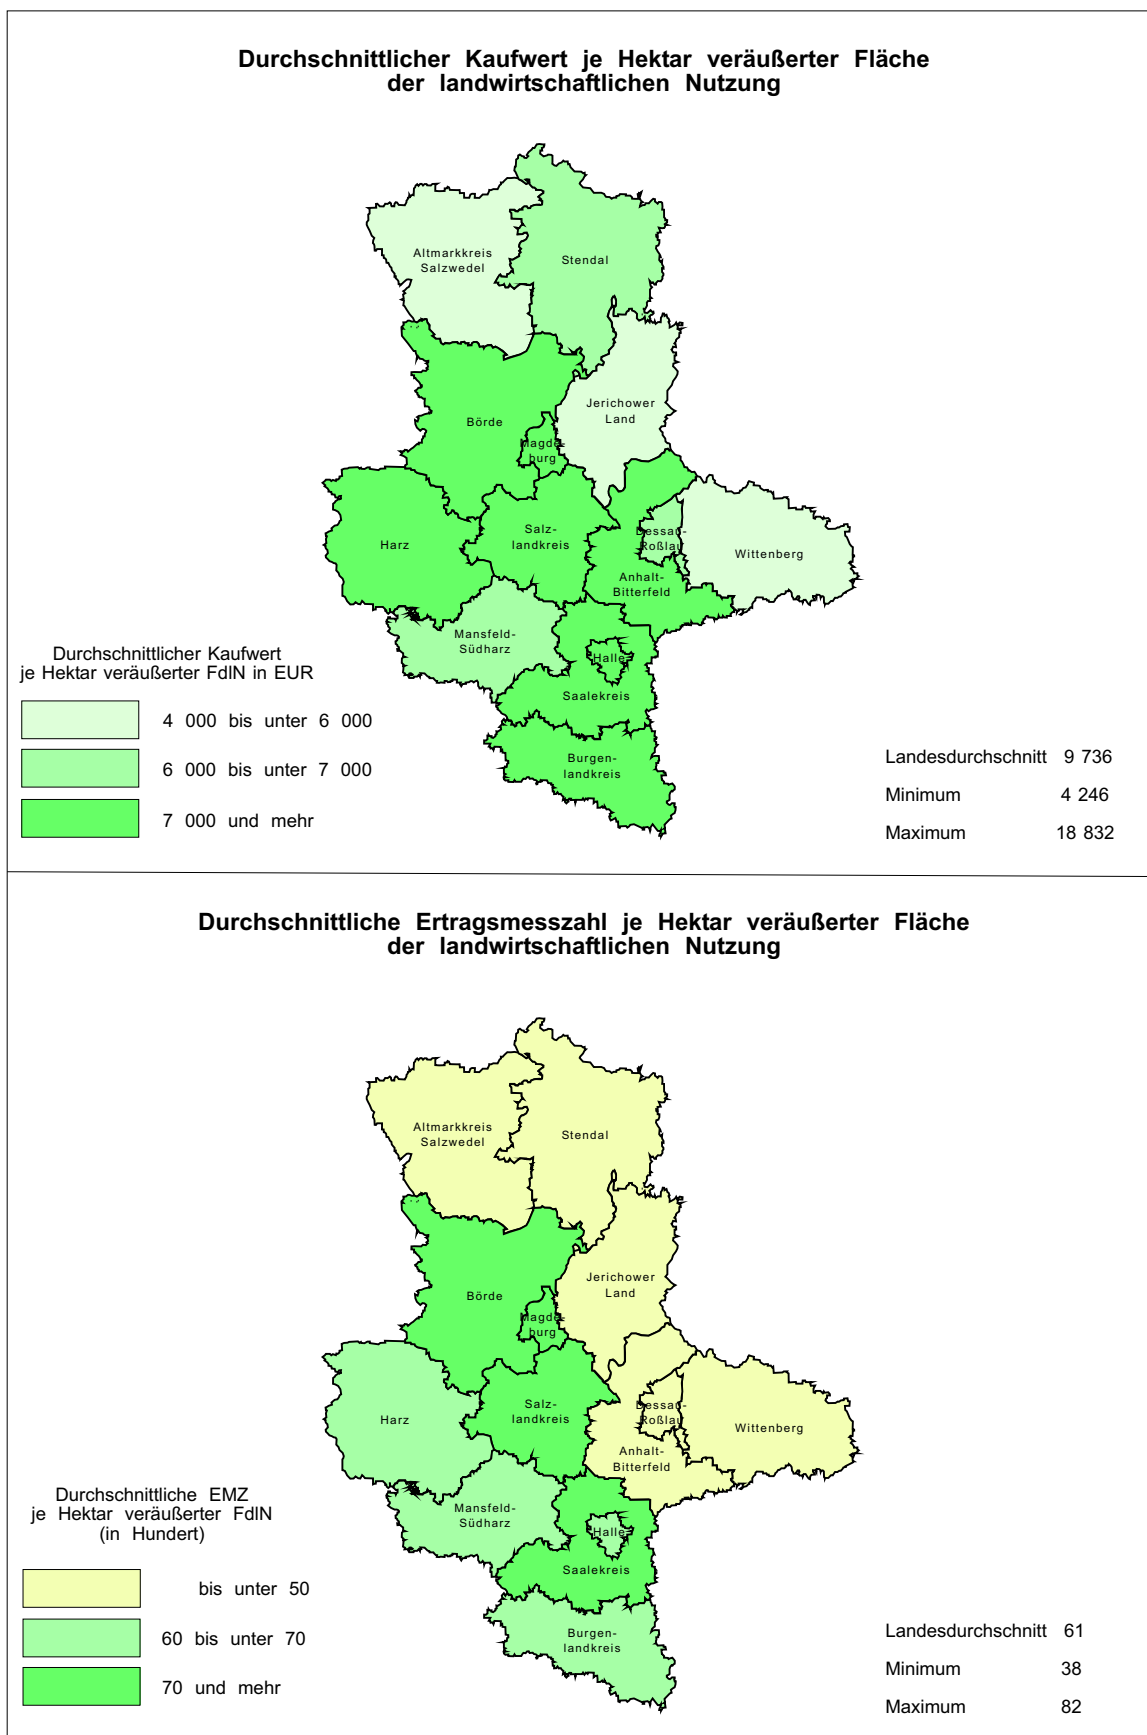 Durchschnittlicher Kaufwert je Hektar veräußerter Fläche
der landwirtschaftlichen Nutzung
Altmarkkreis
Salzwedel
Stendal
Jerichower
Land
Börde
Magde-
burg
Salz-
landkreis
Harz
Dessau-
Roßlau
Wittenberg
Anhalt-
Bitterfeld
Mansfeld-
Südharz
Halle
Saalekreis
Burgen-
landkreis
Durchschnittlicher Kaufwert
je Hektar veräußerter FdlN in EUR
4 000 bis unter 6 000
6 000 bis unter 7 000
7 000 und mehr
Landesdurchschnitt 9 736
Minimum 4 246
Maximum 18 832
Durchschnittliche Ertragsmesszahl je Hektar veräußerter Fläche
der landwirtschaftlichen Nutzung
Altmarkkreis
Salzwedel
Stendal
Jerichower
Land
Börde
Magde-
burg
Salz-
landkreis
Harz
Dessau-
Roßlau
Wittenberg
Anhalt-
Bitterfeld
Mansfeld-
Südharz
Halle
Saalekreis
Burgen-
landkreis
Durchschnittliche EMZ
je Hektar veräußerter FdlN
(in Hundert)
bis unter 50
60 bis unter 70
70 und mehr
Landesdurchschnitt 61
Minimum 38
Maximum 82